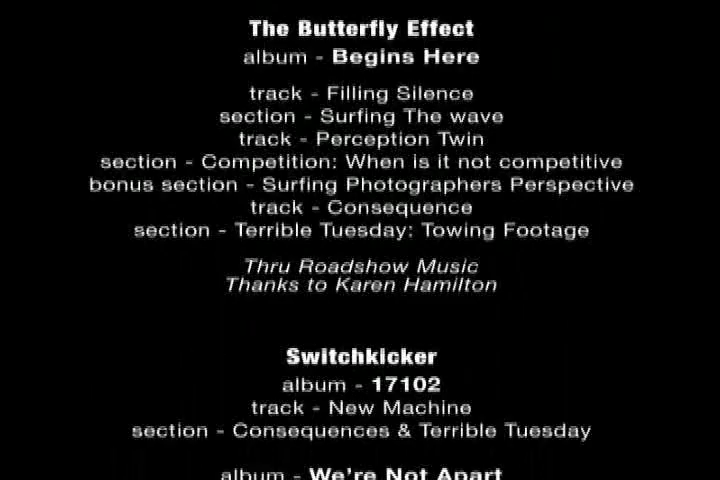 The Butterfly Effect
album - Begins Here
track - Filling Silence
section - Surfing The wave
track - Perception Twin
section - Competition: When is it not competitive
bonus section - Surfing Photographers Perspective
track - Consequence
section - Terrible Tuesday: Towing Footage
Thru Roadshow Music
Thanks to Karen Hamilton
Switchkicker
album - 17102
track - New Machine
section - Consequences & Terrible Tuesday
album - We're Not Apart